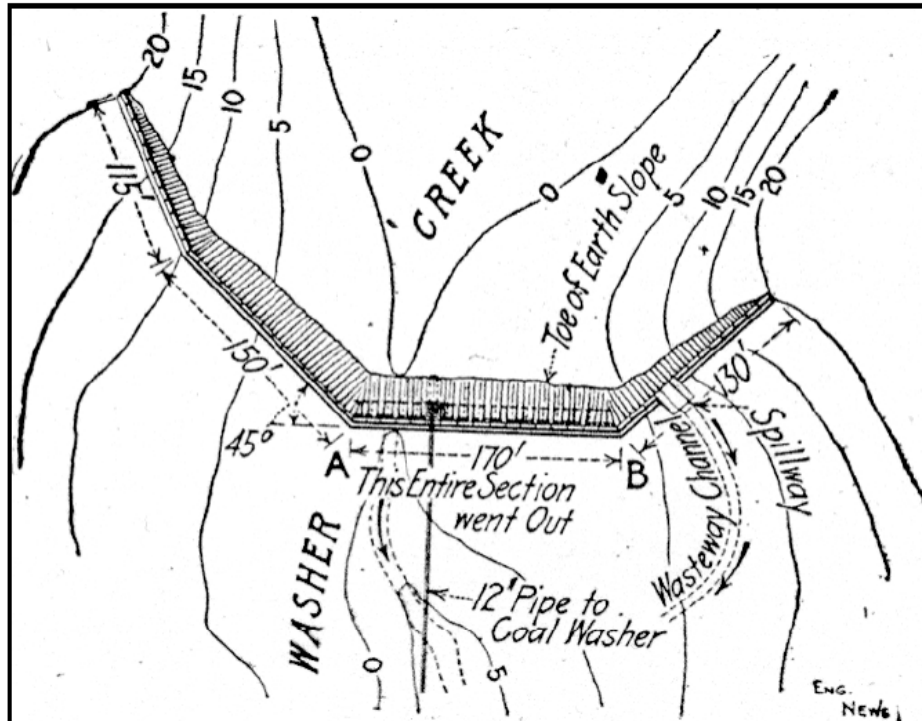 20
15
10
5
0
CREEK
0
Toe of Earth Slope
5
10
15
20
115'
150'
45°
A
170'
B
130'
This Entire Section
went Out
Spillway
Wasteway Channel
WASHER
12" Pipe to
Coal Washer
0
5
ENG.
NEWS